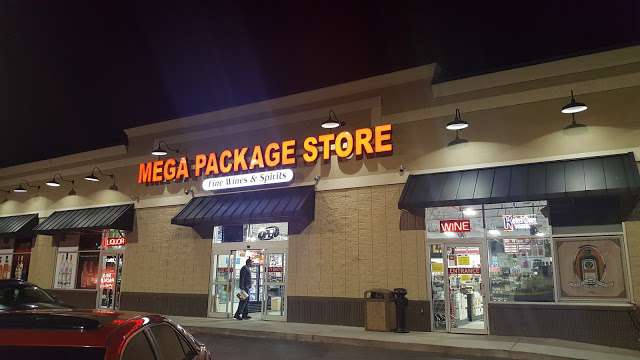 MEGA PACKAGE STORE
Fine Wines & Spirits
LIQUOR
WINE
ENTRANCE